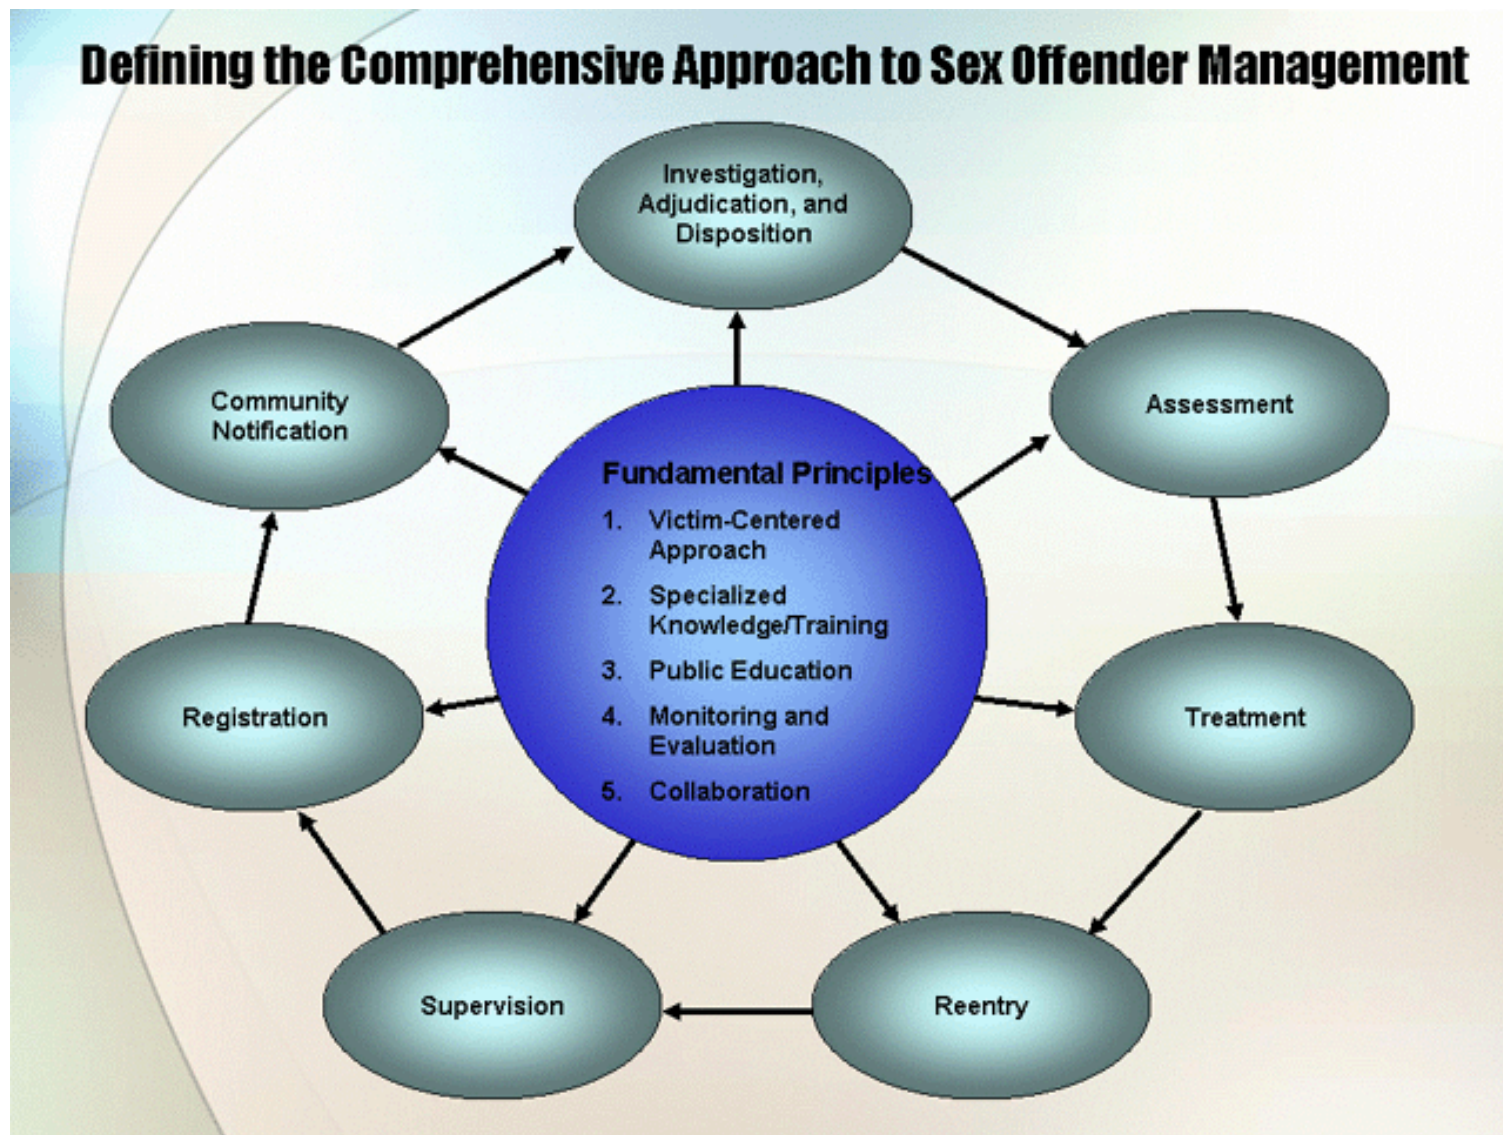 Defining the Comprehensive Approach to Sex Offender Management
Investigation,
Adjudication, and
Disposition
Assessment
Treatment
Reentry
Supervision
Registration
Community
Notification
Fundamental Principles
1. Victim-Centered
Approach
2. Specialized
Knowledge/Training
3. Public Education
4. Monitoring and
Evaluation
5. Collaboration